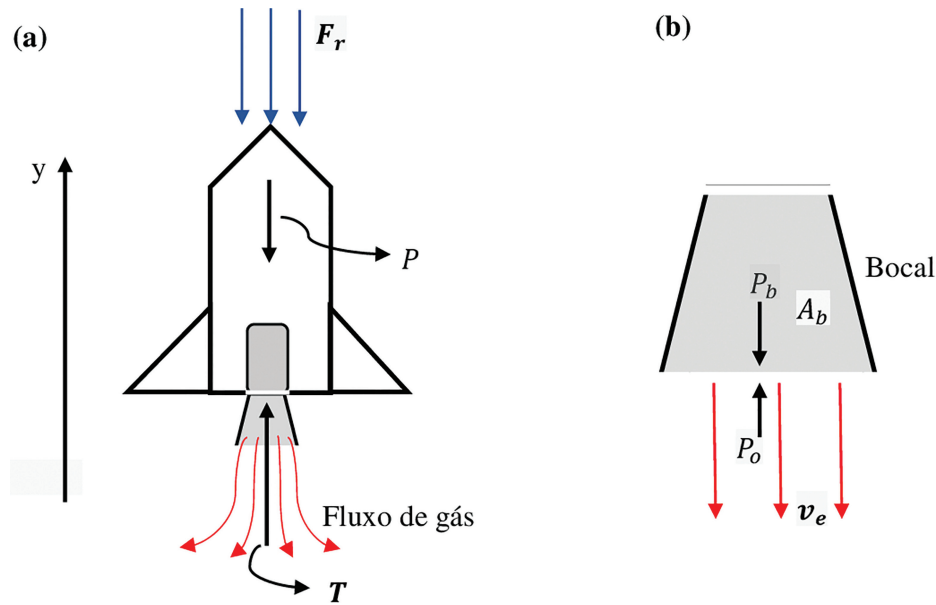 (a)
F_r
y
P
Fluxo de gás
T
(b)
Bocal
P_b
A_b
P_o
v_e